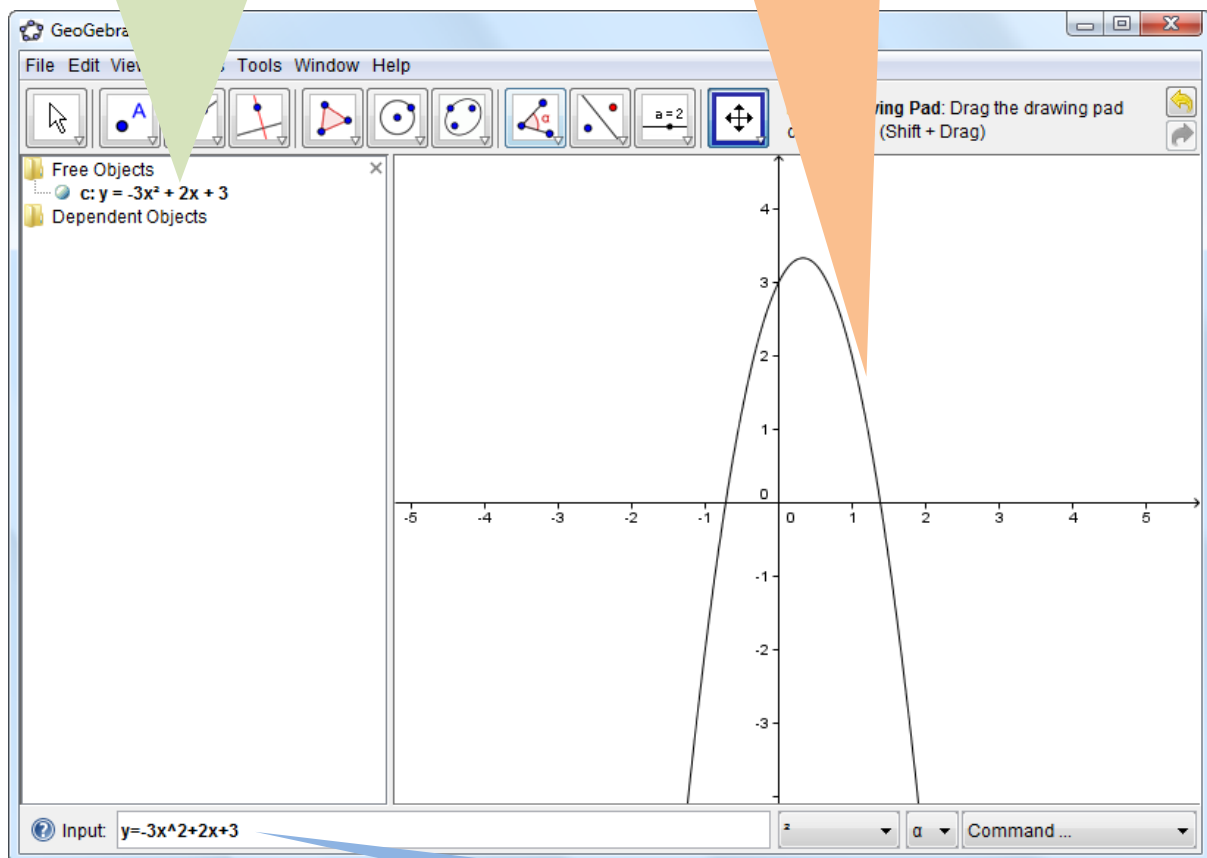 GeoGebra
File Edit View Tools Window Help
A
α
a = 2
ving Pad: Drag the drawing pad
(Shift + Drag)
Free Objects
c: y = -3x² + 2x + 3
Dependent Objects
4
3
2
1
0
-5 -4 -3 -2 -1 0 1 2 3 4 5
-1
-2
-3
Input: y=-3x^2+2x+3
² α Command ...